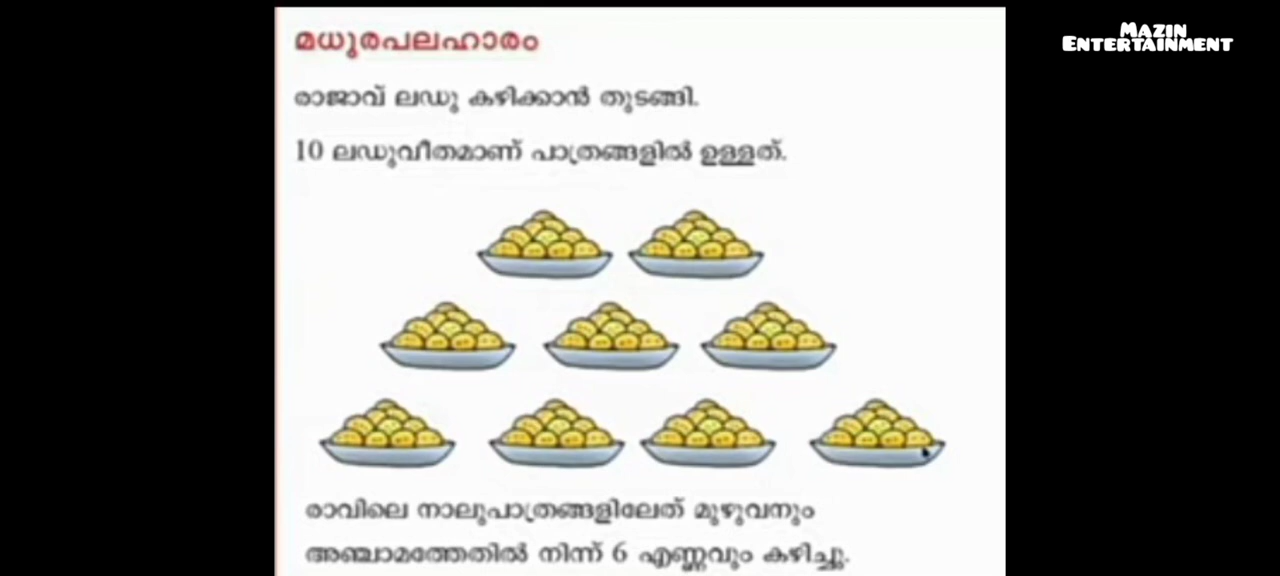 മധുരപലഹാരം
MAZIN
ENTERTAINMENT
രാജാവ് ലഡു കഴിക്കാൻ തുടങ്ങി.
10 ലഡുവീതമാണ് പാത്രങ്ങളിൽ ഉള്ളത്.
രാവിലെ നാലുപാത്രങ്ങളിലേത് മുഴുവനും
അഞ്ചാമത്തേതിൽ നിന്ന് 6 എണ്ണവും കഴിച്ചു.